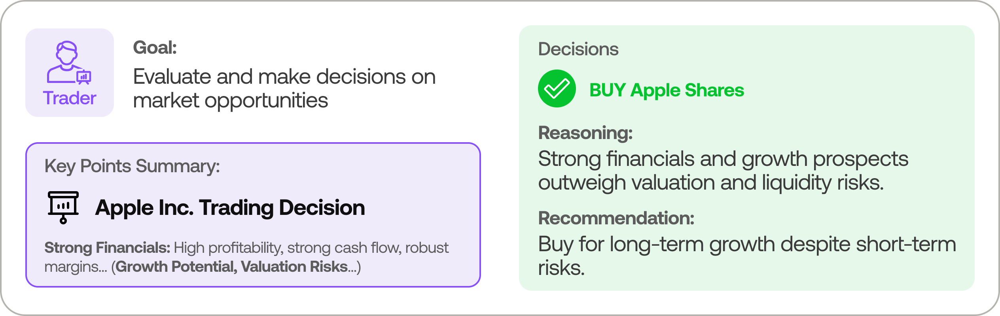 Trader
Goal:
Evaluate and make decisions on
market opportunities
Key Points Summary:
Apple Inc. Trading Decision
Strong Financials: High profitability, strong cash flow, robust
margins... (Growth Potential, Valuation Risks...)
Decisions
BUY Apple Shares
Reasoning:
Strong financials and growth prospects
outweigh valuation and liquidity risks.
Recommendation:
Buy for long-term growth despite short-term
risks.